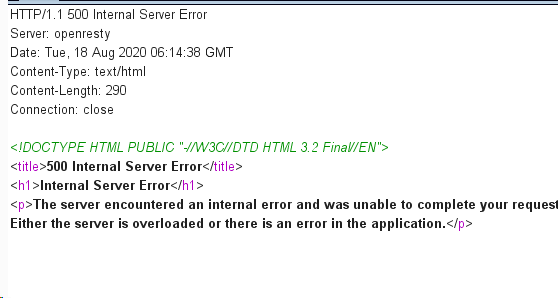 HTTP/1.1 500 Internal Server Error
Server: openresty
Date: Tue, 18 Aug 2020 06:14:38 GMT
Content-Type: text/html
Content-Length: 290
Connection: close
<!DOCTYPE HTML PUBLIC "-//W3C//DTD HTML 3.2 Final//EN">
<title>500 Internal Server Error</title>
<h1>Internal Server Error</h1>
<p>The server encountered an internal error and was unable to complete your request
Either the server is overloaded or there is an error in the application.</p>